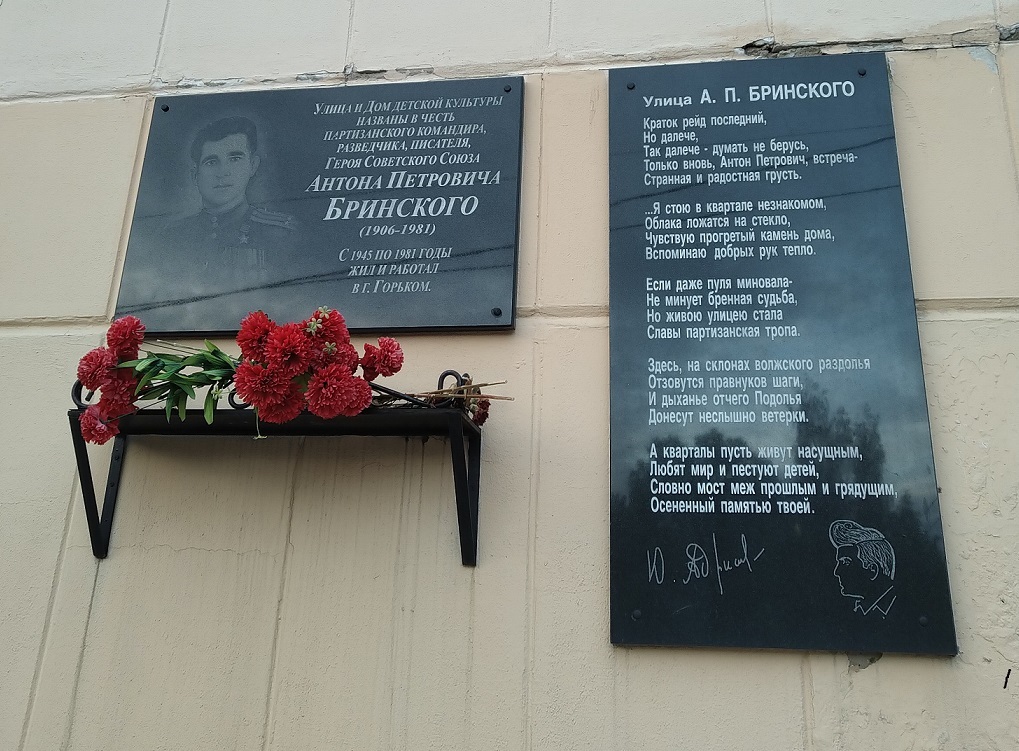 Улица и Дом детской культуры
названы в честь
партизанского командира,
разведчика, писателя,
Героя Советского Союза
Антона Петровича
Бринского
(1906-1981)
С 1945 по 1981 годы
жил и работал
в г. Горьком.
Улица А. П. БРИНСКОГО
Краток рейд последний,
Но далече,
Так далече - думать не берусь,
Только вновь, Антон Петрович, встреча-
Странная и радостная грусть.
...Я стою в квартале незнакомом,
Облака ложатся на стекло,
Чувствую прогретый камень дома,
Вспоминаю добрых рук тепло.
Если даже пуля миновала-
Не минует бренная судьба,
Но живою улицею стала
Славы партизанская тропа.
Здесь, на склонах волжского раздолья
Отзовутся правнуков шаги,
И дыханье отчего Подолья
Донесут неслышно ветерки.
А кварталы пусть живут насущным,
Любят мир и пестуют детей,
Словно мост меж прошлым и грядущим,
Осененный памятью твоей.
Ю. Адрианов